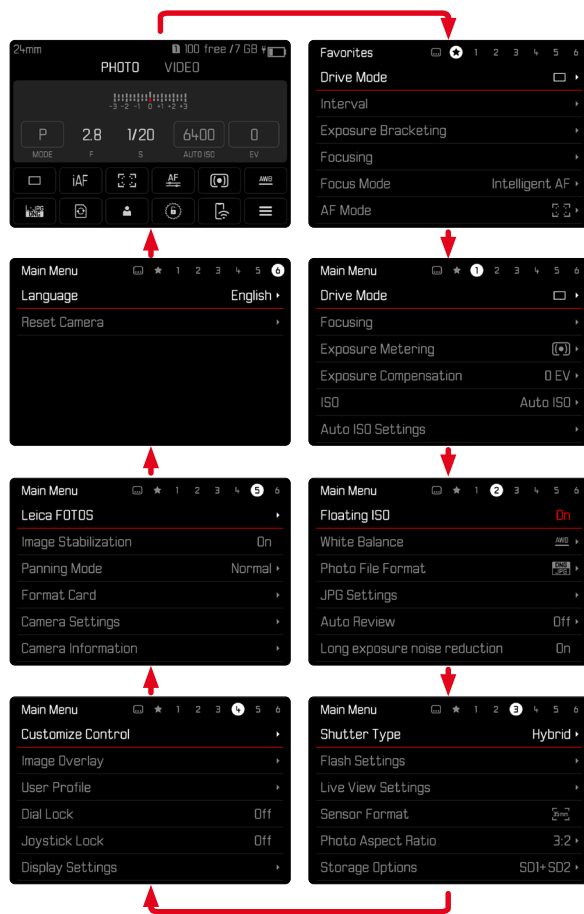 24mm 1 100 free /7 GB
PHOTO VIDEO
-3 -2 -1 0 +1 +2 +3
P 2.8 1/20 6400 0
MODE F S AUTO ISO EV
iAF AF AWB
L-JPG DNG
Favorites 1 2 3 4 5 6
Drive Mode
Interval
Exposure Bracketing
Focusing
Focus Mode Intelligent AF
AF Mode
Main Menu 1 2 3 4 5 6
Language English
Reset Camera
Main Menu 1 2 3 4 5 6
Drive Mode
Focusing
Exposure Metering
Exposure Compensation 0 EV
ISO Auto ISO
Auto ISO Settings
Main Menu 1 2 3 4 5 6
Leica FOTOS
Image Stabilization On
Panning Mode Normal
Format Card
Camera Settings
Camera Information
Main Menu 1 2 3 4 5 6
Floating ISO On
White Balance AWB
Photo File Format DNG JPG
JPG Settings
Auto Review Off
Long exposure noise reduction On
Main Menu 1 2 3 4 5 6
Customize Control
Image Overlay
User Profile
Dial Lock Off
Joystick Lock Off
Display Settings
Main Menu 1 2 3 4 5 6
Shutter Type Hybrid
Flash Settings
Live View Settings
Sensor Format 35mm
Photo Aspect Ratio 3:2
Storage Options SD1+SD2